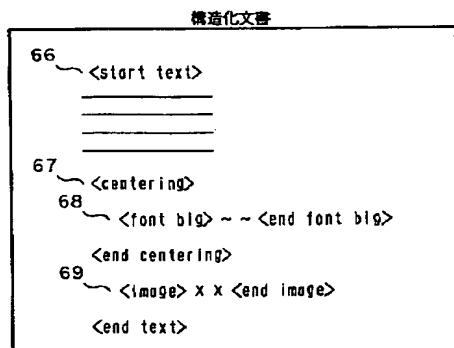 構造化文書
66
<start text>
67
<centering>
68
<font big>~~<end font big>
<end centering>
69
<image>××<end image>
<end text>